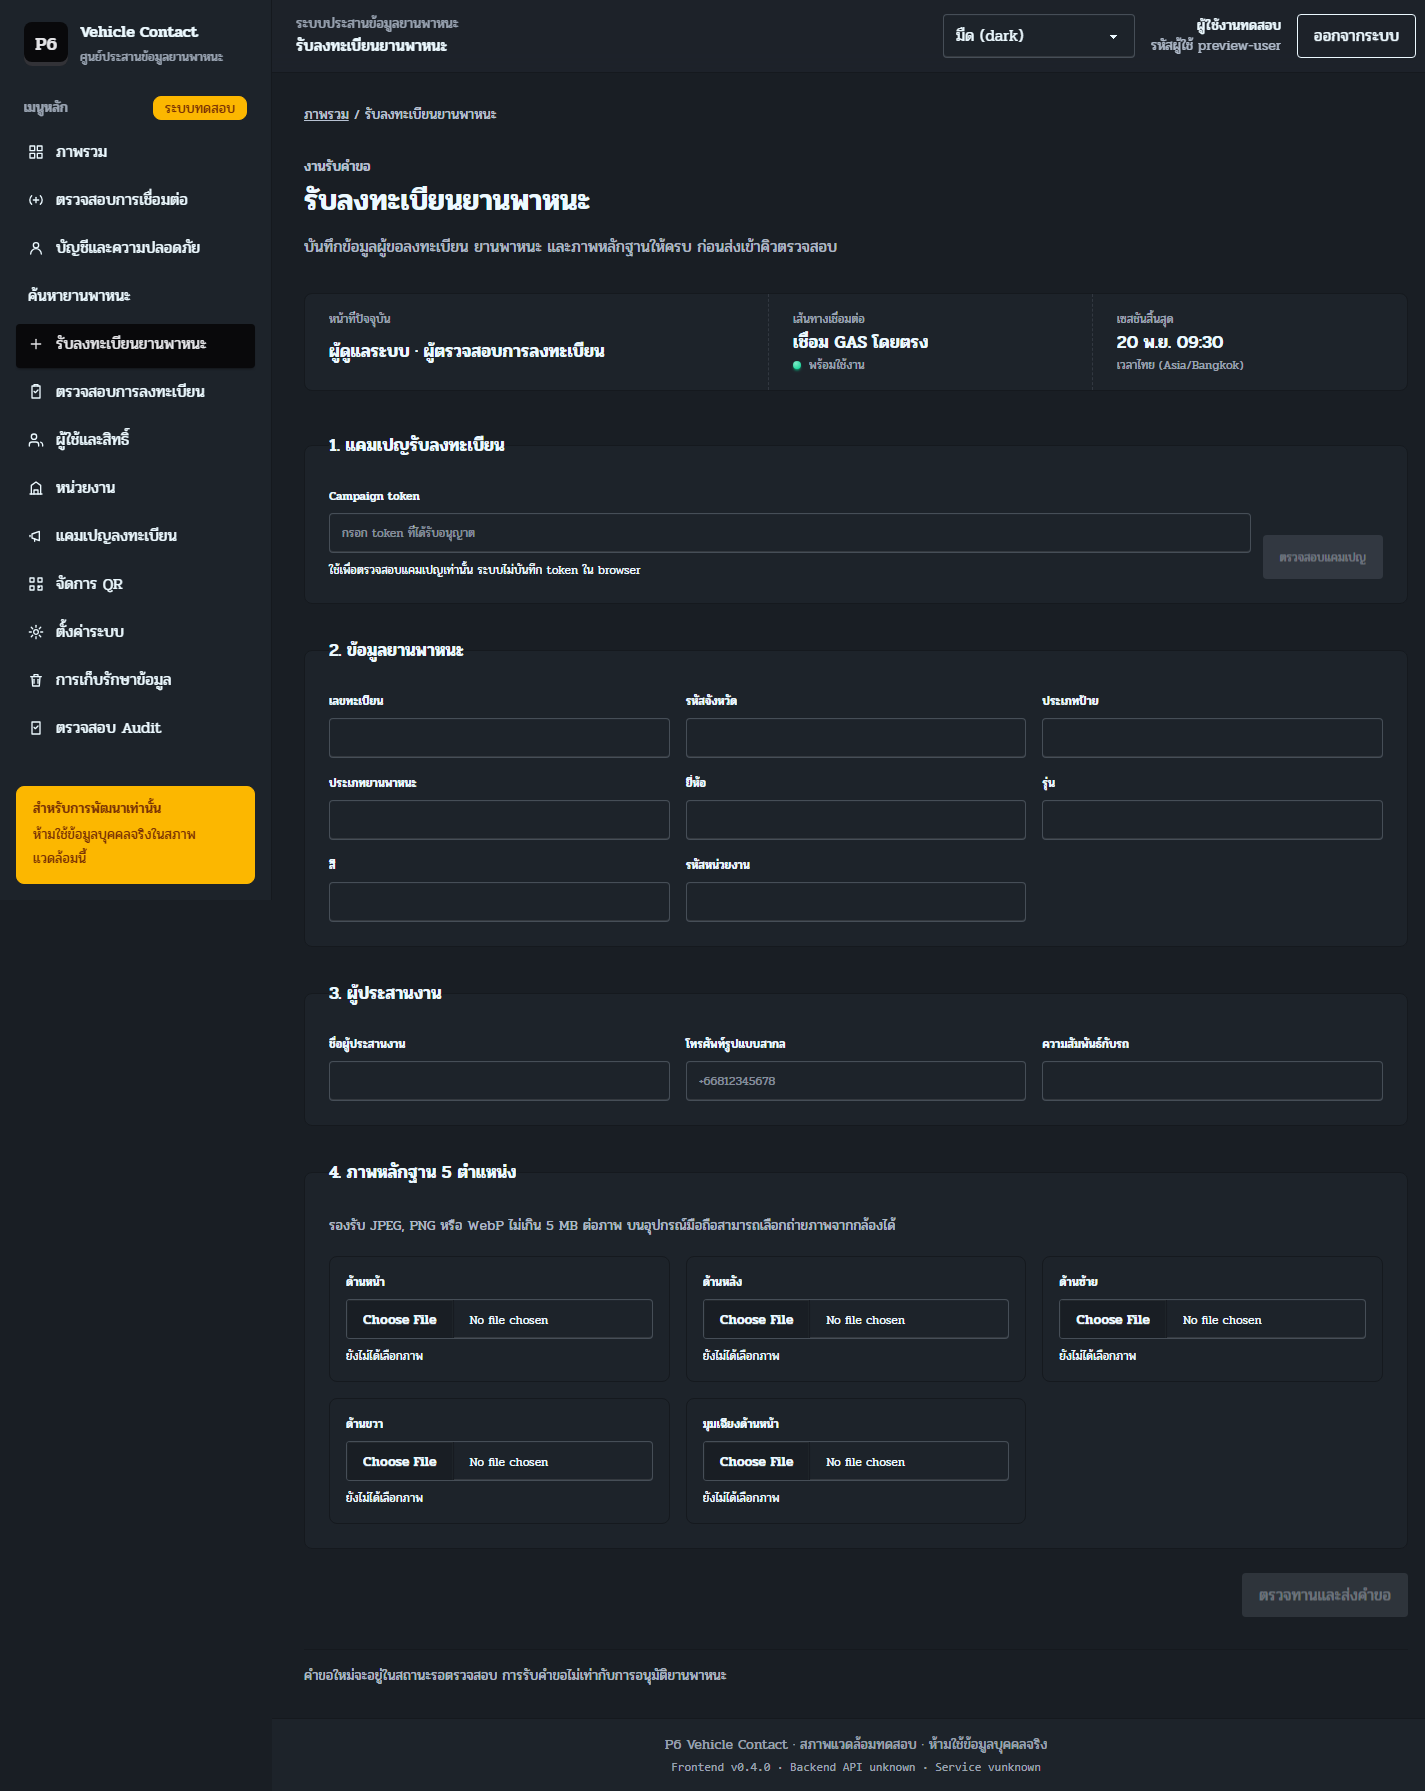 P6
Vehicle Contact
ศูนย์ประสานข้อมูลยานพาหนะ
เมนูหลัก
ระบบทดสอบ
ภาพรวม
ตรวจสอบการเชื่อมต่อ
บัญชีและความปลอดภัย
ค้นหายานพาหนะ
รับลงทะเบียนยานพาหนะ
ตรวจสอบการลงทะเบียน
ผู้ใช้และสิทธิ์
หน่วยงาน
แคมเปญลงทะเบียน
จัดการ QR
ตั้งค่าระบบ
การเก็บรักษาข้อมูล
ตรวจสอบ Audit
สำหรับการพัฒนาเท่านั้น
ห้ามใช้ข้อมูลบุคคลจริงในสภาพ
แวดล้อมนี้
ระบบประสานข้อมูลยานพาหนะ
รับลงทะเบียนยานพาหนะ
มืด (dark)
ผู้ใช้งานทดสอบ
รหัสผู้ใช้ preview-user
ออกจากระบบ
ภาพรวม / รับลงทะเบียนยานพาหนะ
งานรับคำขอ
รับลงทะเบียนยานพาหนะ
บันทึกข้อมูลผู้ขอลงทะเบียน ยานพาหนะ และภาพหลักฐานให้ครบ ก่อนส่งเข้าคิวตรวจสอบ
หน้าที่ปัจจุบัน
ผู้ดูแลระบบ · ผู้ตรวจสอบการลงทะเบียน
เส้นทางเชื่อมต่อ
เชื่อม GAS โดยตรง
พร้อมใช้งาน
เซสชันสิ้นสุด
20 พ.ย. 09:30
เวลาไทย (Asia/Bangkok)
1. แคมเปญรับลงทะเบียน
Campaign token
กรอก token ที่ได้รับอนุญาต
ใช้เพื่อตรวจสอบแคมเปญเท่านั้น ระบบไม่บันทึก token ใน browser
ตรวจสอบแคมเปญ
2. ข้อมูลยานพาหนะ
เลขทะเบียน
รหัสจังหวัด
ประเภทป้าย
ประเภทยานพาหนะ
ยี่ห้อ
รุ่น
สี
รหัสหน่วยงาน
3. ผู้ประสานงาน
ชื่อผู้ประสานงาน
โทรศัพท์รูปแบบสากล
+66812345678
ความสัมพันธ์กับรถ
4. ภาพหลักฐาน 5 ตำแหน่ง
รองรับ JPEG, PNG หรือ WebP ไม่เกิน 5 MB ต่อภาพ บนอุปกรณ์มือถือสามารถเลือกถ่ายภาพจากกล้องได้
ด้านหน้า
Choose File No file chosen
ยังไม่ได้เลือกภาพ
ด้านหลัง
Choose File No file chosen
ยังไม่ได้เลือกภาพ
ด้านซ้าย
Choose File No file chosen
ยังไม่ได้เลือกภาพ
ด้านขวา
Choose File No file chosen
ยังไม่ได้เลือกภาพ
มุมเฉียงด้านหน้า
Choose File No file chosen
ยังไม่ได้เลือกภาพ
ตรวจทานและส่งคำขอ
คำขอใหม่จะอยู่ในสถานะรอตรวจสอบ การรับคำขอไม่เท่ากับการอนุมัติยานพาหนะ
P6 Vehicle Contact · สภาพแวดล้อมทดสอบ · ห้ามใช้ข้อมูลบุคคลจริง
Frontend v0.4.0 · Backend API unknown · Service vunknown